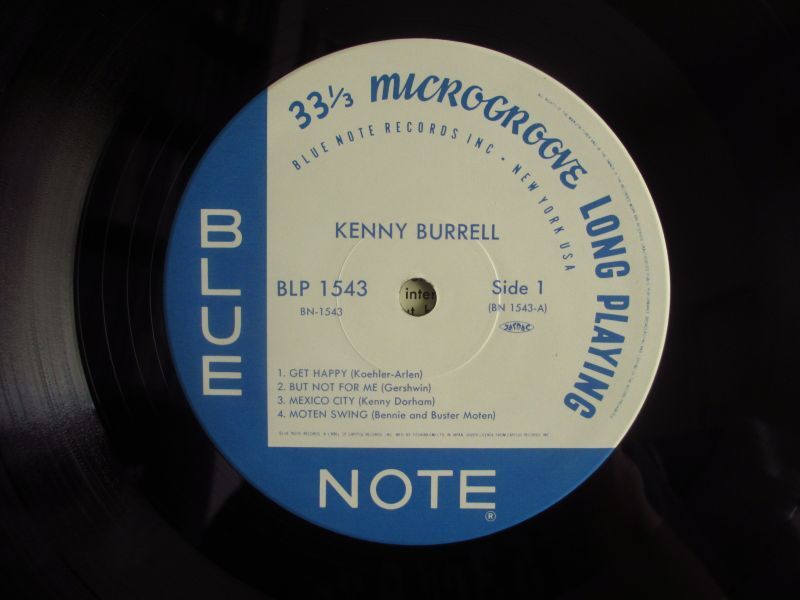 33⅓ MICROGROOVE LONG PLAYING
BLUE NOTE RECORDS INC • NEW YORK USA
KENNY BURRELL
BLP 1543
BN-1543
Side 1
(BN 1543-A)
JASRAC
inter
1. GET HAPPY (Koehler-Arlen)
2. BUT NOT FOR ME (Gershwin)
3. MEXICO CITY (Kenny Dorham)
4. MOTEN SWING (Bennie and Buster Moten)
BLUE
NOTE®